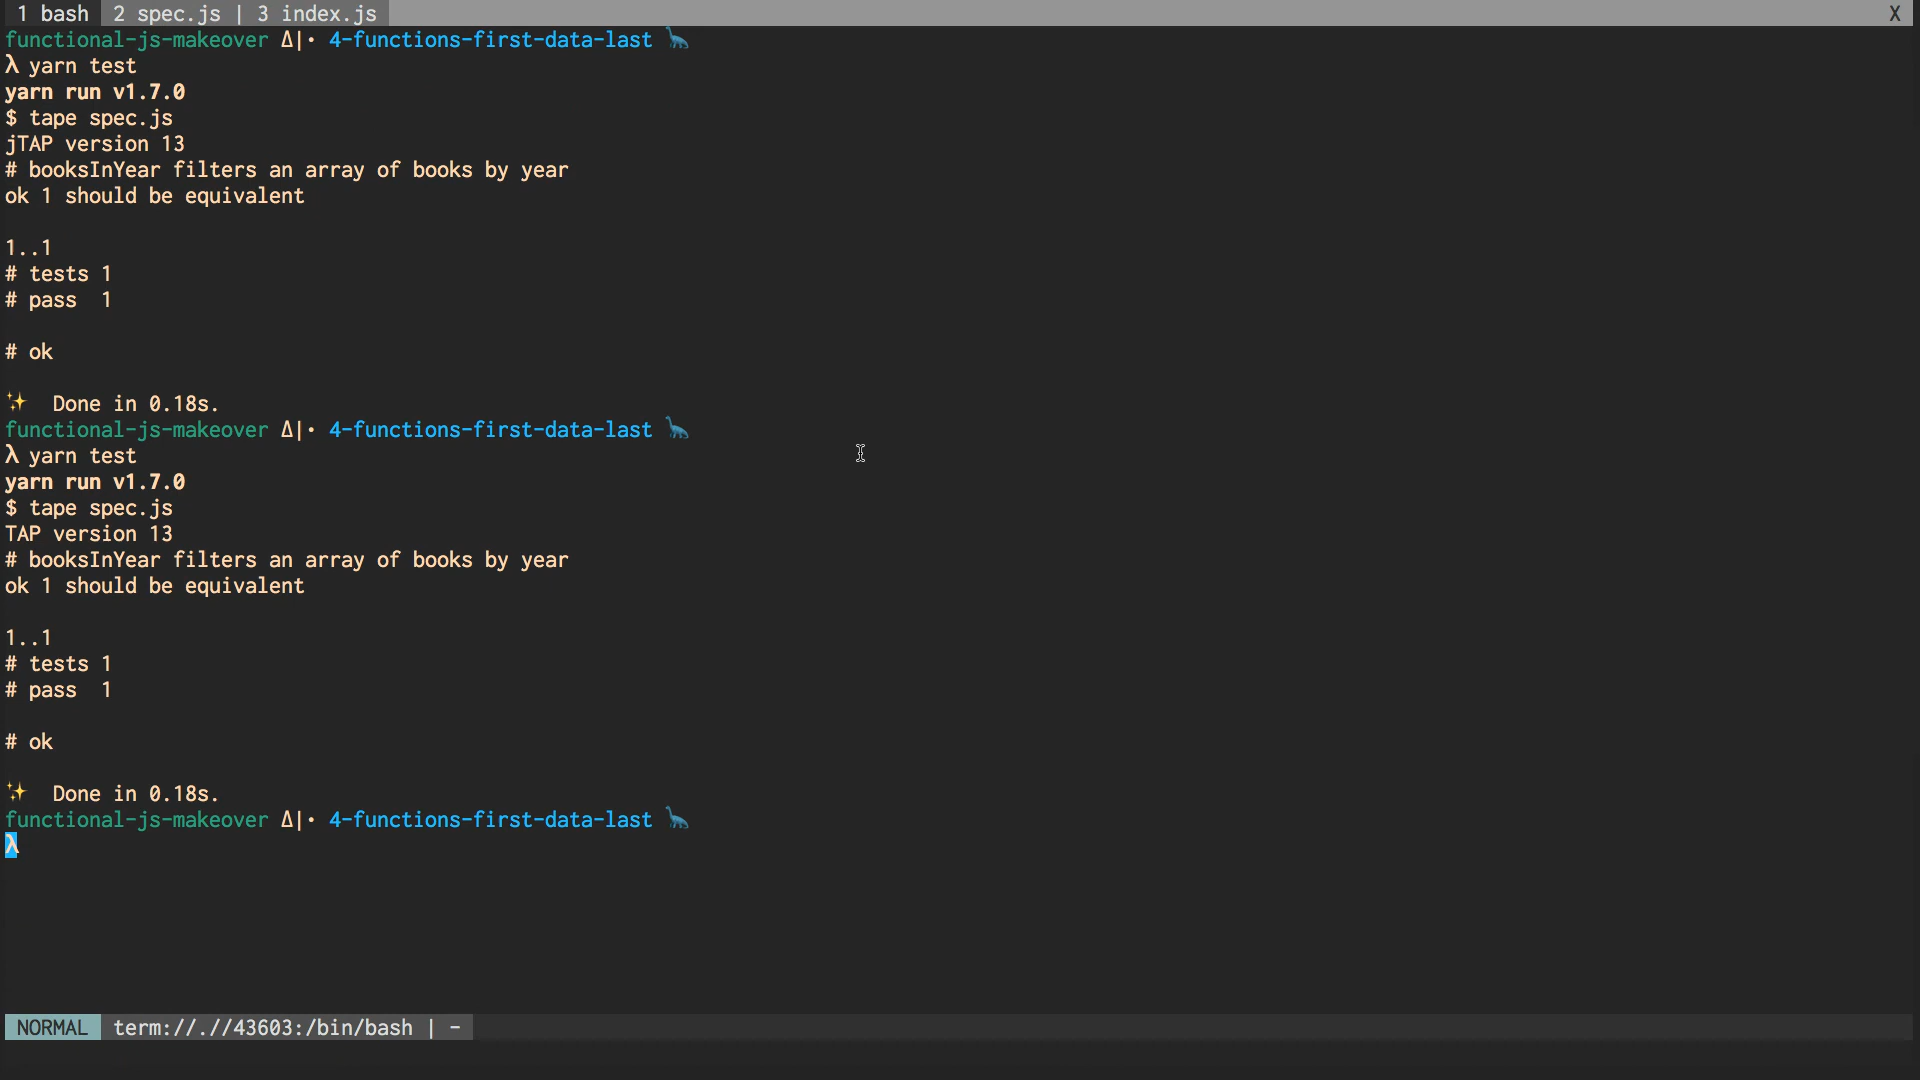 1 bash 2 spec.js | 3 index.js X
functional-js-makeover Δ|· 4-functions-first-data-last 🦕
λ yarn test
yarn run v1.7.0
$ tape spec.js
jTAP version 13
# booksInYear filters an array of books by year
ok 1 should be equivalent
1..1
# tests 1
# pass  1
# ok
✨  Done in 0.18s.
functional-js-makeover Δ|· 4-functions-first-data-last 🦕
λ yarn test
yarn run v1.7.0
$ tape spec.js
TAP version 13
# booksInYear filters an array of books by year
ok 1 should be equivalent
1..1
# tests 1
# pass  1
# ok
✨  Done in 0.18s.
functional-js-makeover Δ|· 4-functions-first-data-last 🦕
λ
NORMAL term://.//43603:/bin/bash | -